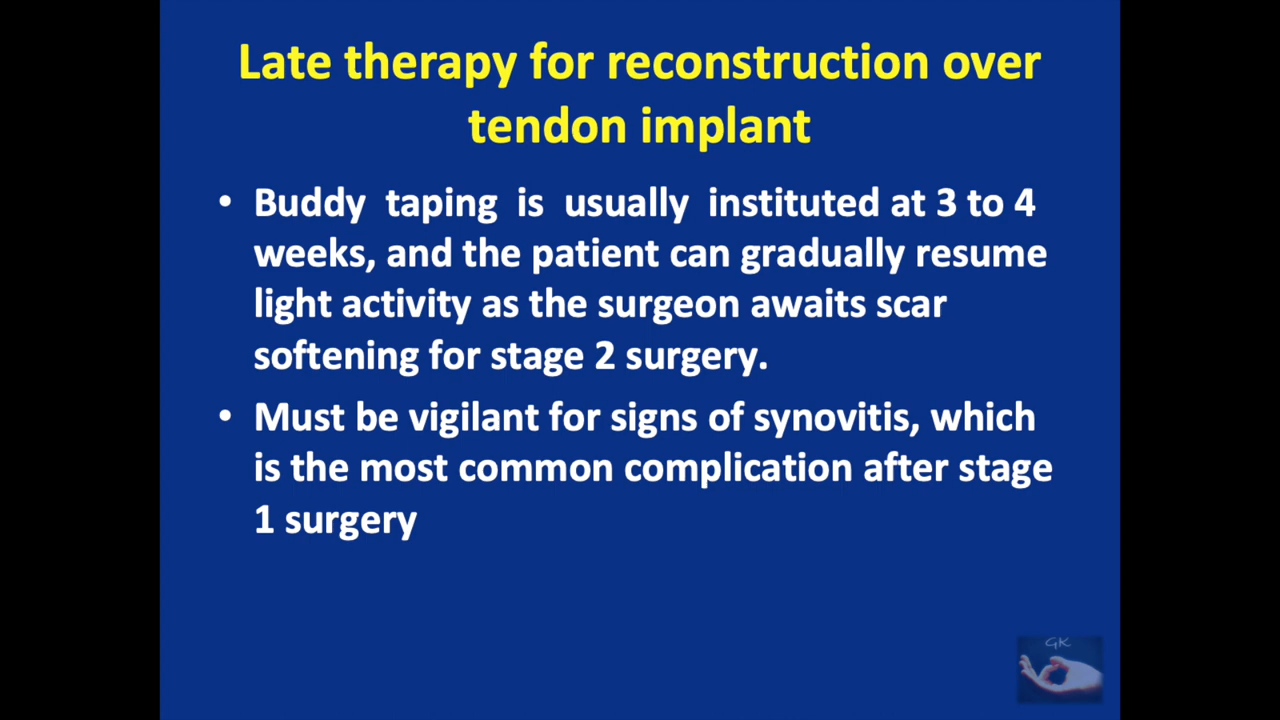 Late therapy for reconstruction over
tendon implant
• Buddy taping is usually instituted at 3 to 4
weeks, and the patient can gradually resume
light activity as the surgeon awaits scar
softening for stage 2 surgery.
• Must be vigilant for signs of synovitis, which
is the most common complication after stage
1 surgery
GK